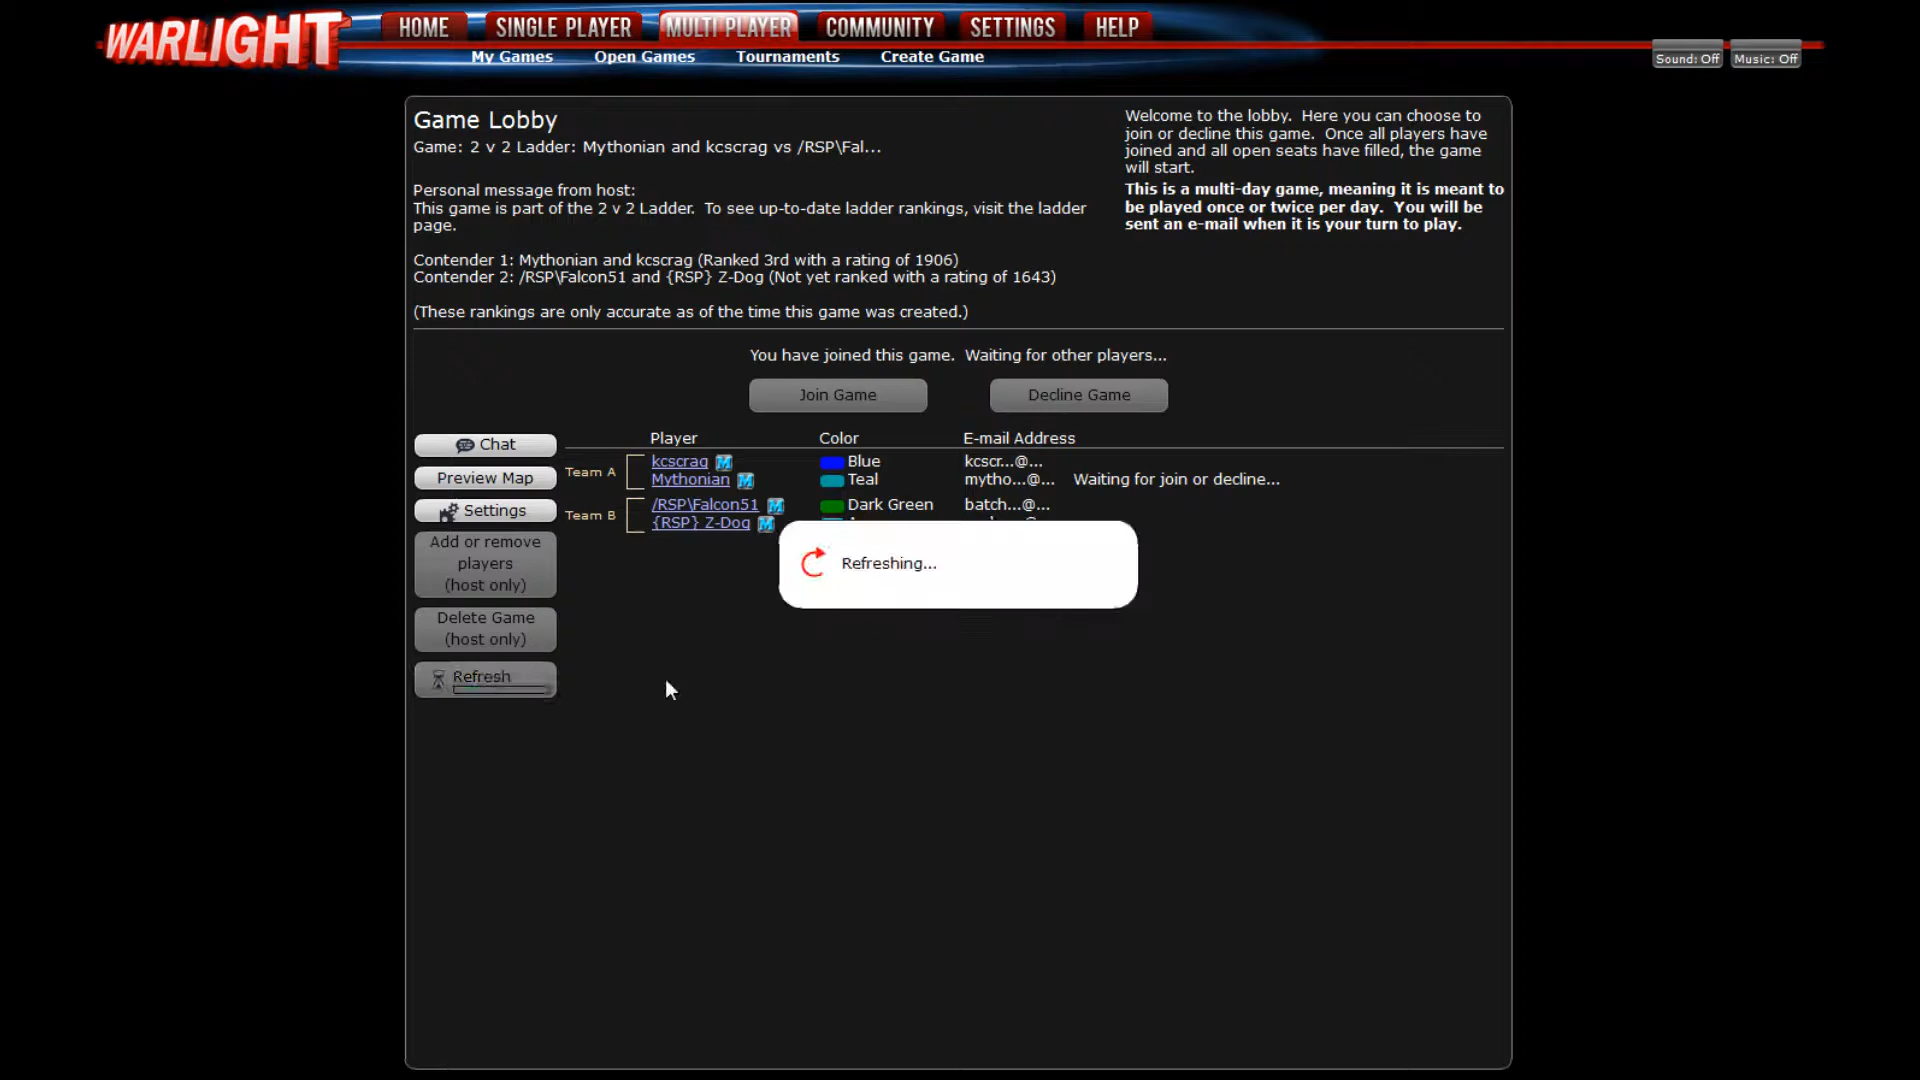 WARLIGHT
HOME
SINGLE PLAYER
MULTI PLAYER
COMMUNITY
SETTINGS
HELP
My Games
Open Games
Tournaments
Create Game
Sound: Off
Music: Off
Game Lobby
Game: 2 v 2 Ladder: Mythonian and kcscrag vs /RSP\Fal...
Personal message from host:
This game is part of the 2 v 2 Ladder. To see up-to-date ladder rankings, visit the ladder
page.
Contender 1: Mythonian and kcscrag (Ranked 3rd with a rating of 1906)
Contender 2: /RSP\Falcon51 and {RSP} Z-Dog (Not yet ranked with a rating of 1643)
(These rankings are only accurate as of the time this game was created.)
Welcome to the lobby. Here you can choose to
join or decline this game. Once all players have
joined and all open seats have filled, the game
will start.
This is a multi-day game, meaning it is meant to
be played once or twice per day. You will be
sent an e-mail when it is your turn to play.
You have joined this game. Waiting for other players...
Join Game
Decline Game
Chat
Preview Map
Settings
Add or remove
players
(host only)
Delete Game
(host only)
Refresh
Player Color E-mail Address
Team A
kcscrag M Blue kcscr...@...
Mythonian M Teal mytho...@... Waiting for join or decline...
Team B
/RSP\Falcon51 M Dark Green batch...@...
{RSP} Z-Dog M
Refreshing...